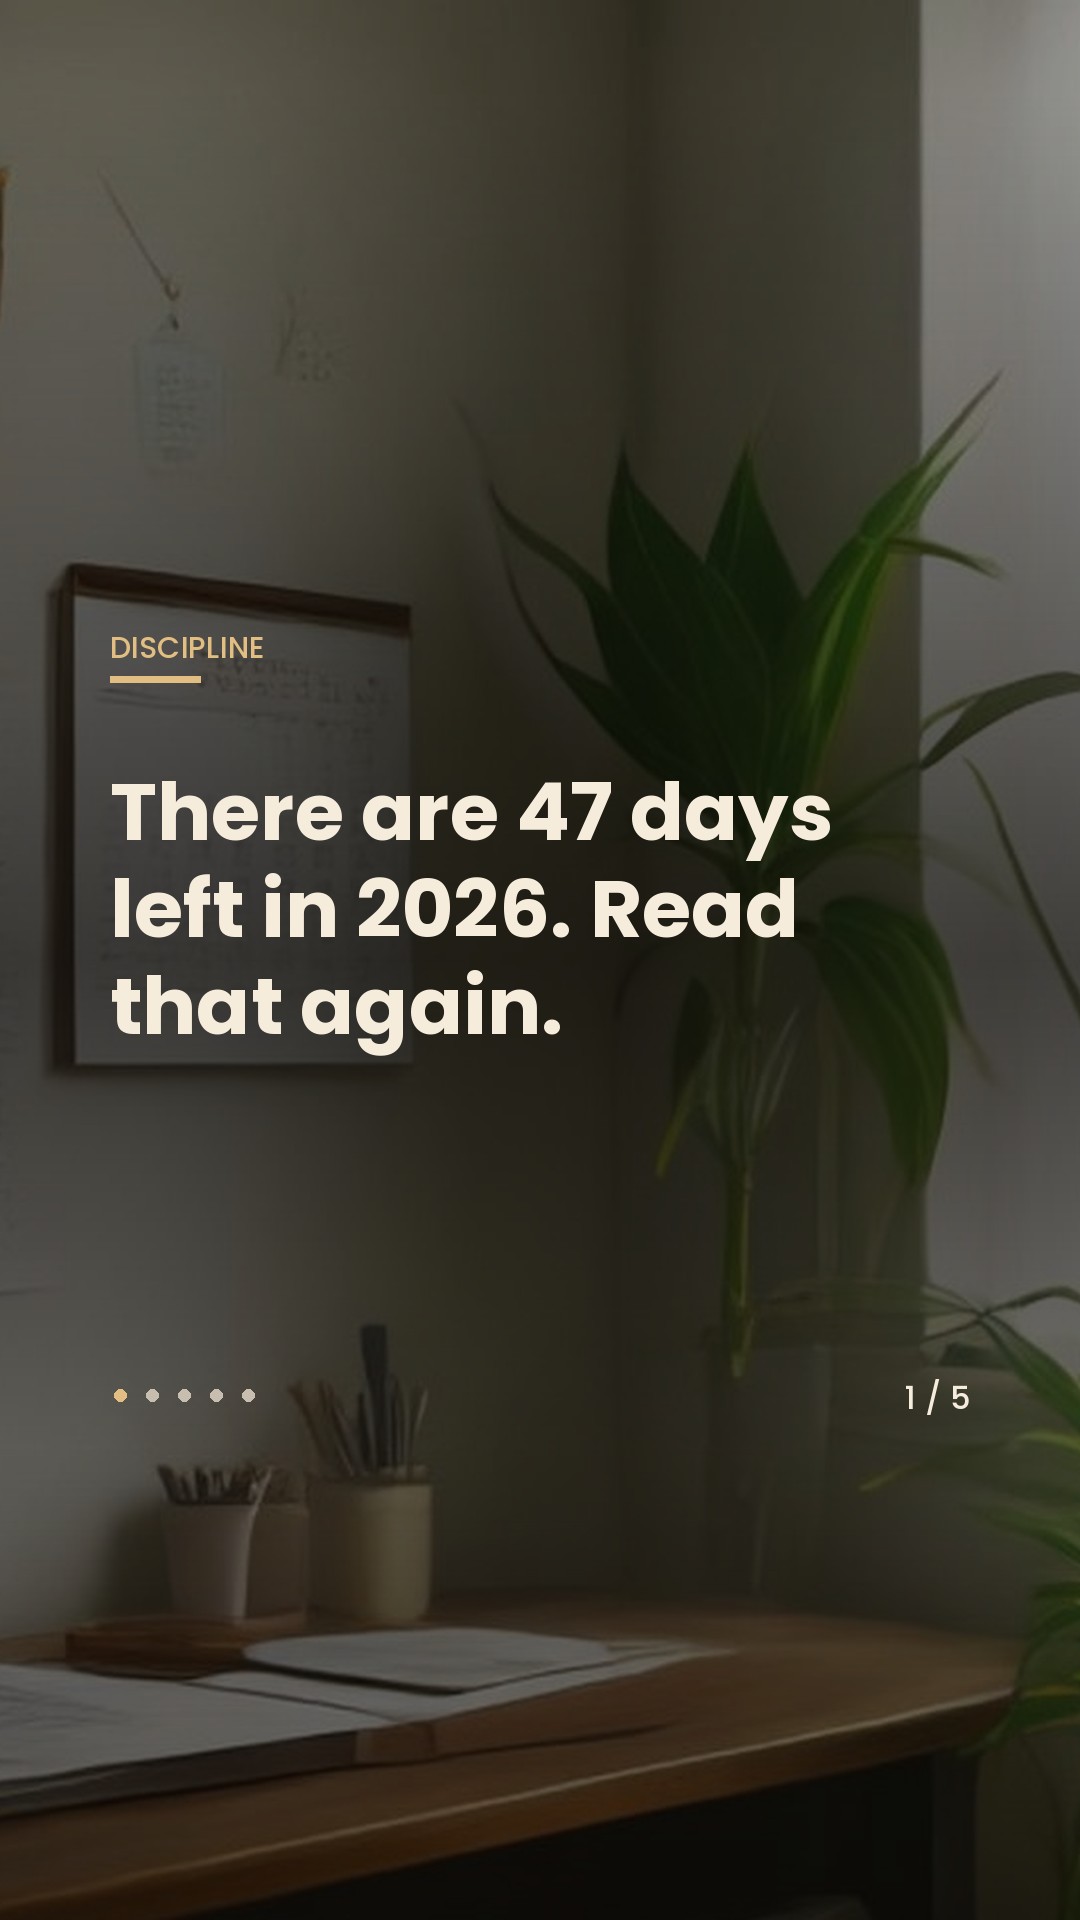 DISCIPLINE
There are 47 days
left in 2026. Read
that again.
1 / 5